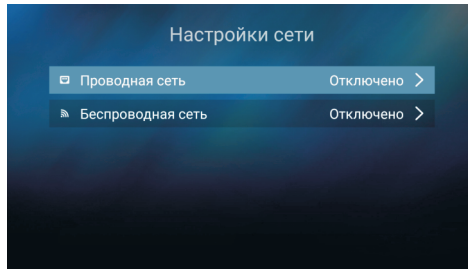 Настройки сети
Проводная сеть Отключено
Беспроводная сеть Отключено